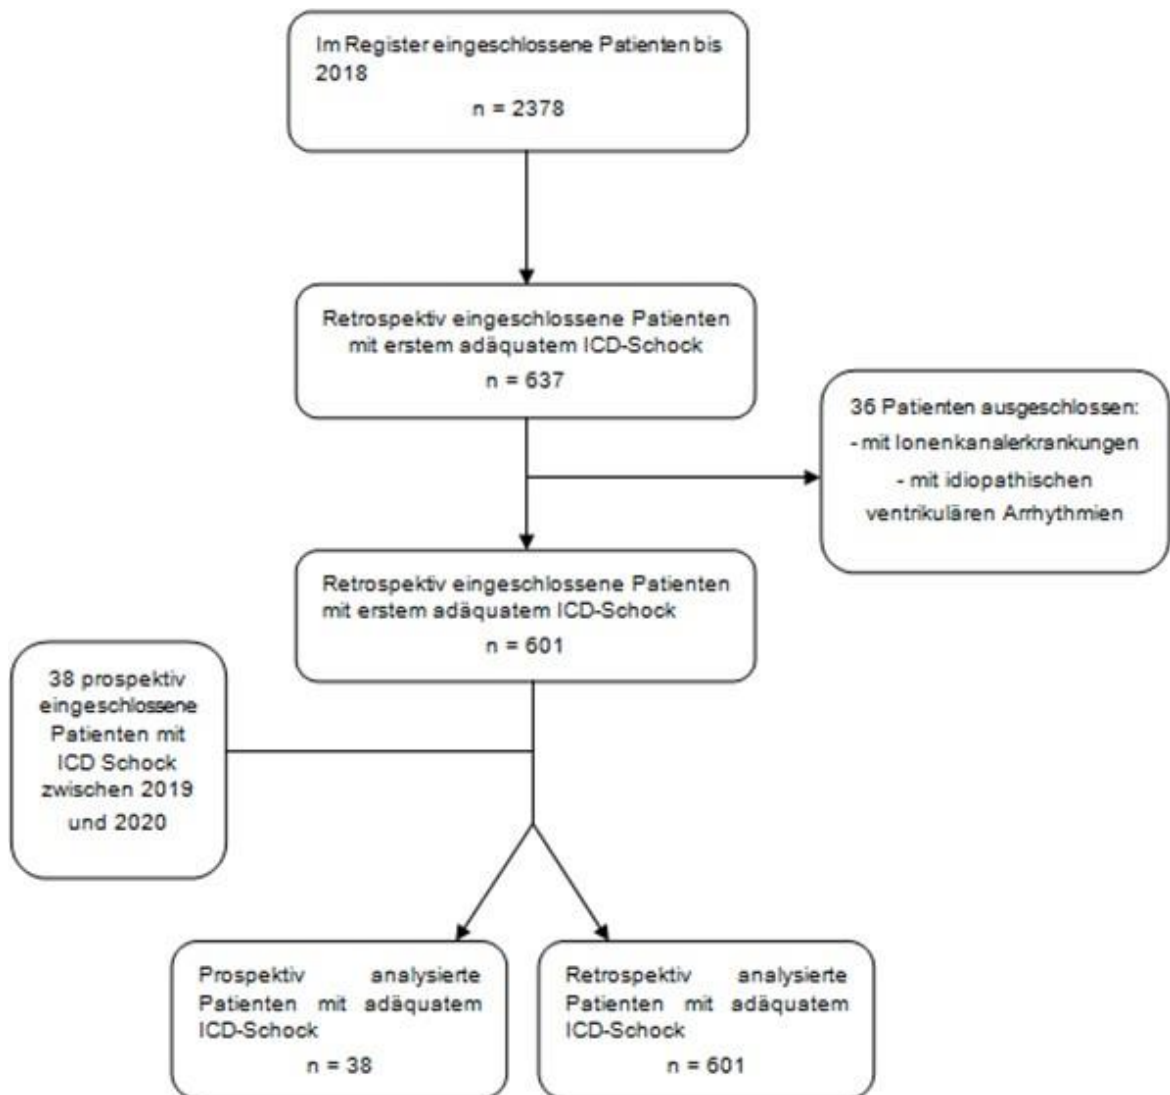 Im Register eingeschlossene Patienten bis
2018
n = 2378
Retrospektiv eingeschlossene Patienten
mit erstem adäquatem ICD-Schock
n = 637
36 Patienten ausgeschlossen:
- mit Ionenkanalerkrankungen
- mit idiopathischen
ventrikulären Arrhythmien
Retrospektiv eingeschlossene Patienten
mit erstem adäquatem ICD-Schock
n = 601
38 prospektiv
eingeschlossene
Patienten mit
ICD Schock
zwischen 2019
und 2020
Prospektiv analysierte
Patienten mit adäquatem
ICD-Schock
n = 38
Retrospektiv analysierte
Patienten mit adäquatem
ICD-Schock
n = 601